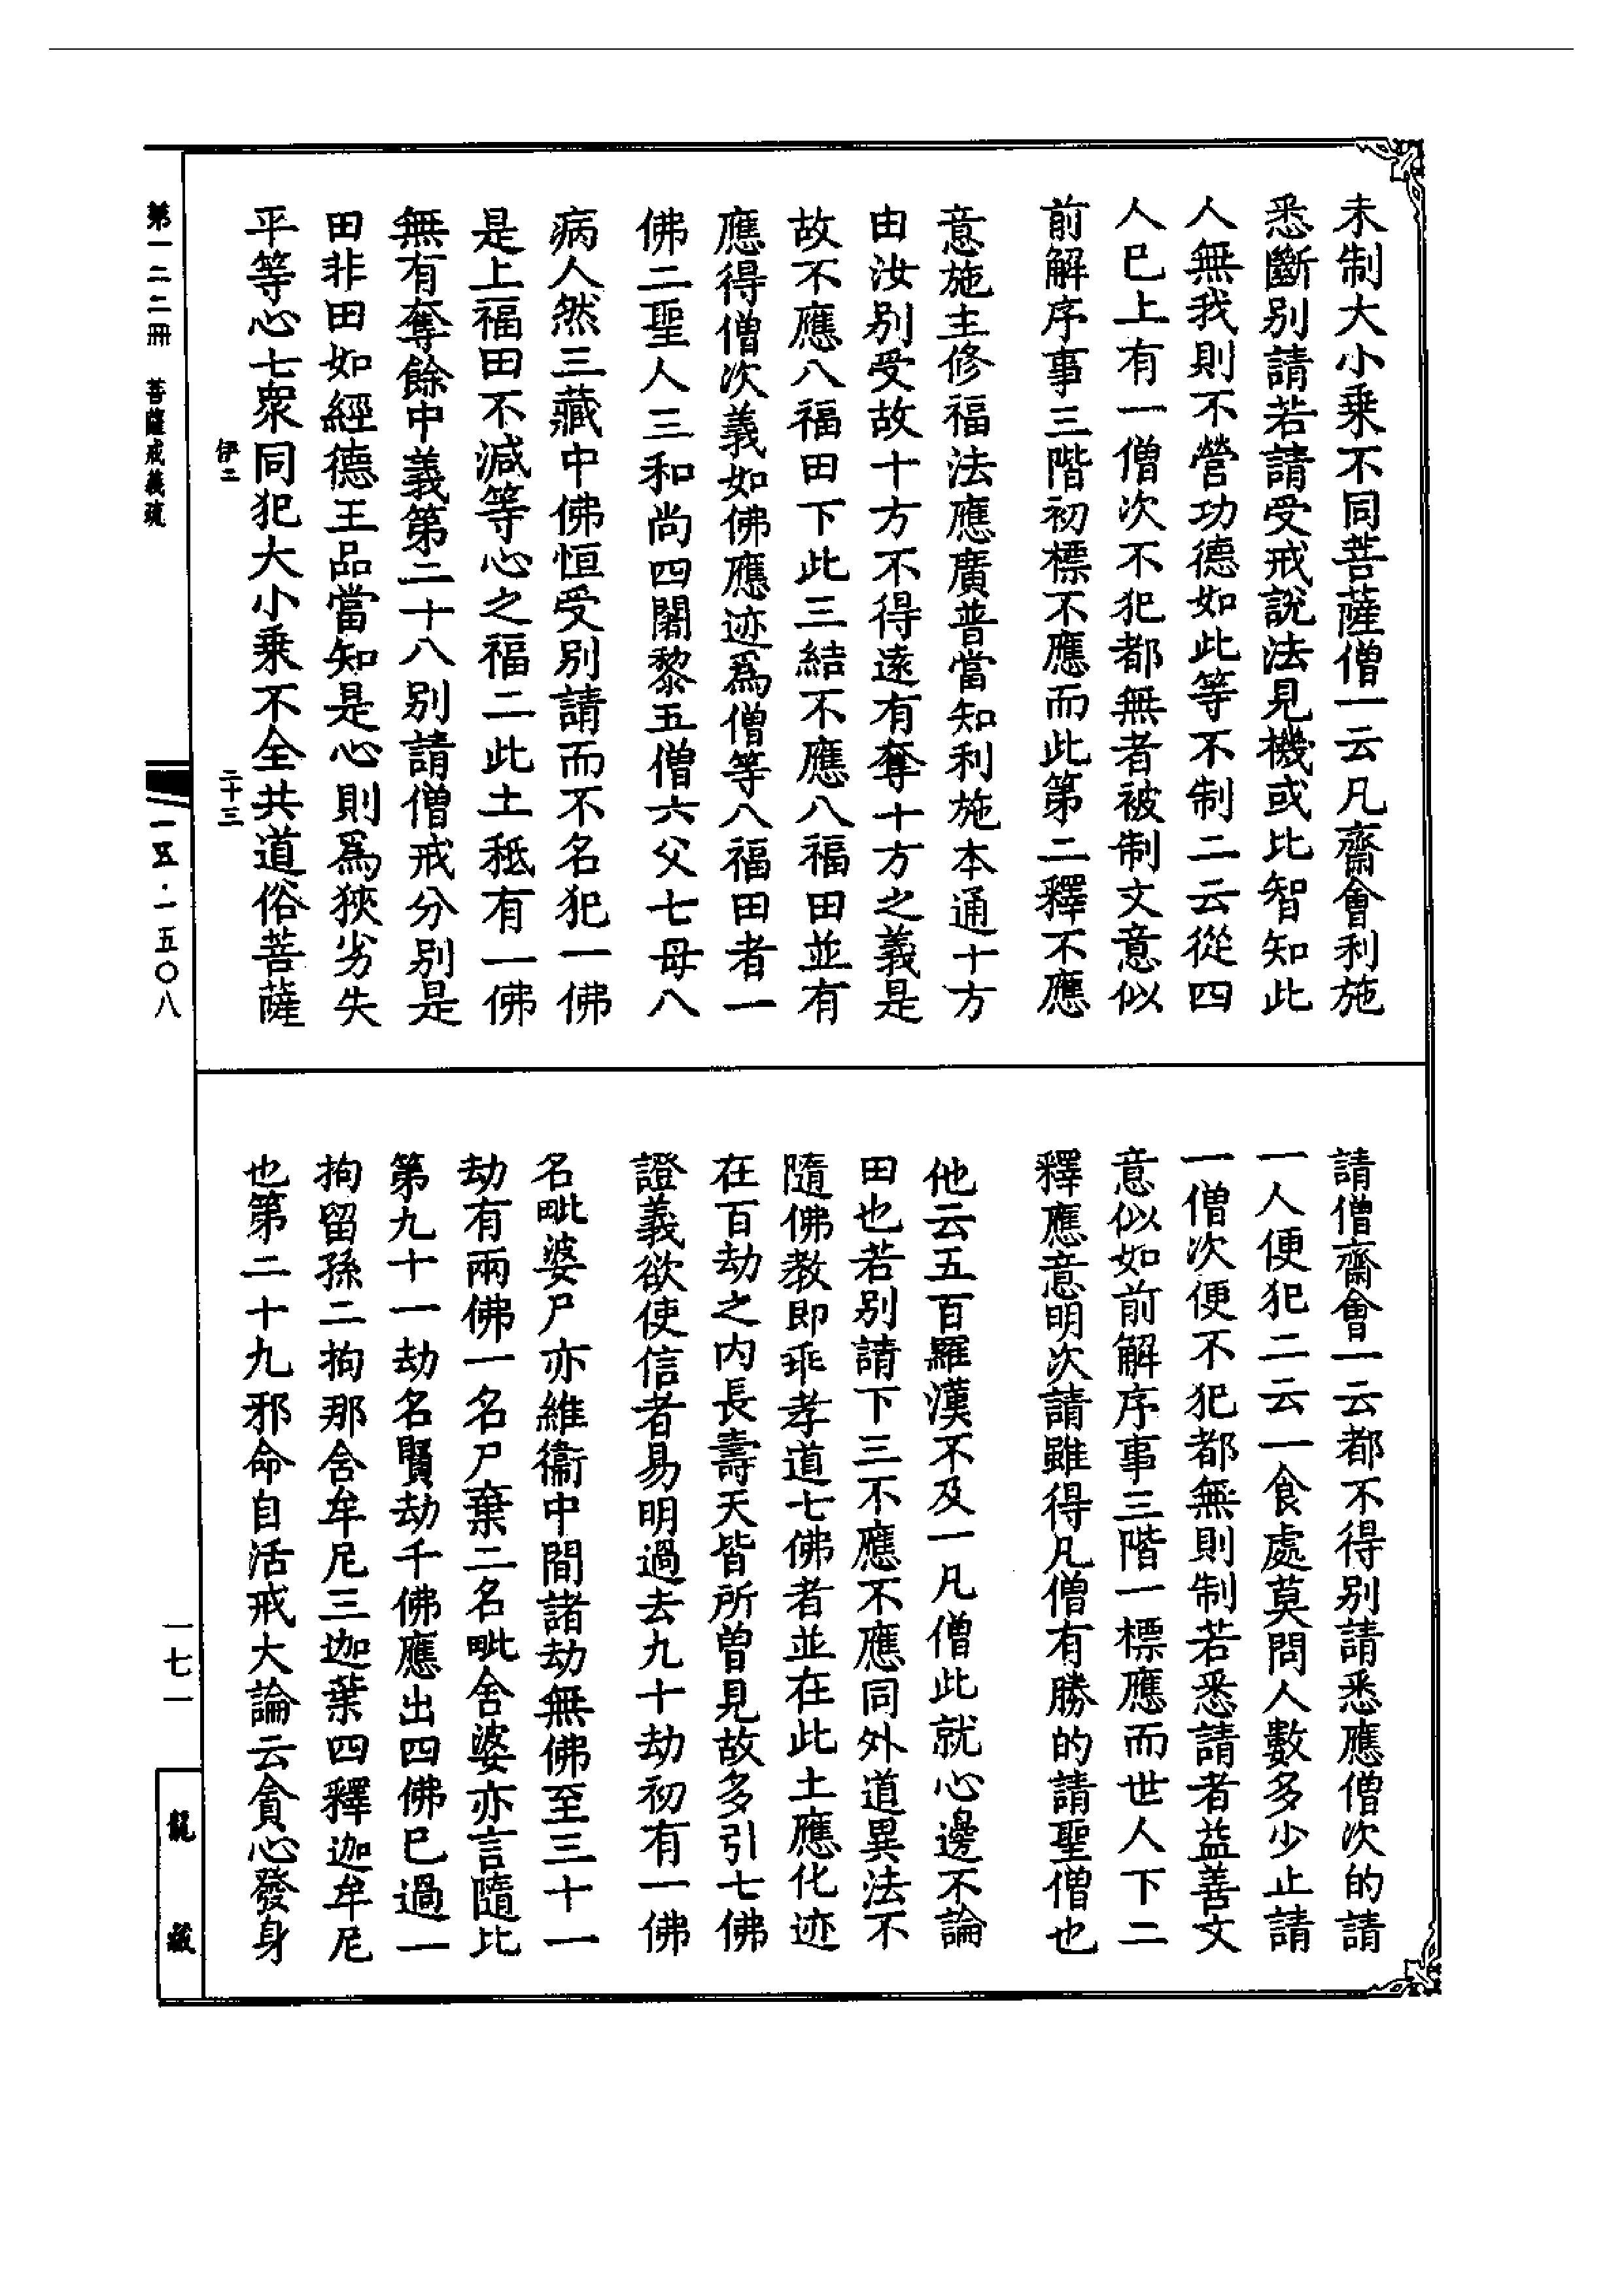 未制大小乗不同菩薩僧一云凡齋會利施
悉斷別請若請受戒說法見機或比智知此
人無我則不營功德如此等不制二云從四
人巳上有一僧次不犯都無者被制文意似
前解序事三階初標不應而此第二釋不應
意施主修福法應廣普當知利施本通十方
由汝別受故十方不得遠有奪十方之義是
故不應八福田下此三結不應八福田並有
應得僧次義如佛應迹爲僧等八福田者一
佛二聖人三和尚四闍黎五僧六父七母八
病人然三藏中佛恒受別請而不名犯一佛
是上福田不減等心之福二此土秪有一佛
無有奪餘中義第二十八別請僧戒分別是
田非田如經德王品當知是心則爲狹劣失
平等心七衆同犯大小乗不全共道俗菩薩
伊二 二十三
請僧齋會一云都不得別請悉應僧次的請
一人便犯二云一食處莫問人數多少止請
一僧次便不犯都無則制若悉請者益善文
意似如前解序事三階一標應而世人下二
釋應意明次請雖得凡僧有勝的請聖僧也
他云五百羅漢不及一凡僧此就心邊不論
田也若別請下三不應不應同外道異法不
隨佛教即乖孝道七佛者並在此土應化迹
在百劫之內長壽天皆所曾見故多引七佛
證義欲使信者易明過去九十劫初有一佛
名毗婆尸亦維衞中間諸劫無佛至三十一
劫有兩佛一名尸棄二名毗舍婆亦言隨比
第九十一劫名賢劫千佛應出四佛巳過一
拘留孫二拘那舍牟尼三迦葉四釋迦牟尼
也第二十九邪命自活戒大論云貪心發身
第一二二冊 菩薩戒義疏
一五·一五〇八
一七一
龍藏